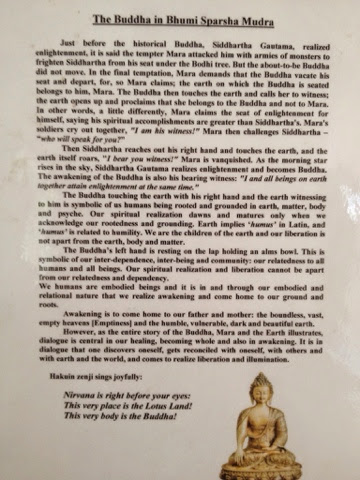 The Buddha in Bhumi Sparsha Mudra
Just before the historical Buddha, Siddhartha Gautama, realized
enlightenment, it is said the tempter Mara attacked him with armies of monsters to
frighten Siddhartha from his seat under the Bodhi tree. But the about-to-be Buddha
did not move. In the final temptation, Mara demands that the Buddha vacate his
seat and depart, for, so Mara claims; the earth on which the Buddha is seated
belongs to him, Mara. The Buddha then touches the earth and calls her to witness;
the earth opens up and proclaims that she belongs to the Buddha and not to Mara.
In other words, a little differently, Mara claims the seat of enlightenment for
himself, saying his spiritual accomplishments are greater than Siddhartha's. Mara's
soldiers cry out together, "I am his witness!" Mara then challenges Siddhartha –
"who will speak for you?"
Then Siddhartha reaches out his right hand and touches the earth, and the
earth itself roars, "I bear you witness!" Mara is vanquished. As the morning star
rises in the sky, Siddhartha Gautama realizes enlightenment and becomes Buddha.
The awakening of the Buddha is also his bearing witness: "I and all beings on earth
together attain enlightenment at the same time."
The Buddha touching the earth with his right hand and the earth witnessing
to him is symbolic of us humans being rooted and grounded in earth, matter, body
and psyche. Our spiritual realization dawns and matures only when we
acknowledge our rootedness and grounding. Earth implies 'humus' in Latin, and
'humus' is related to humility. We are the children of the earth and our liberation is
not apart from the earth, body and matter.
The Buddha's left hand is resting on the lap holding an alms bowl. This is
symbolic of our inter-dependence, inter-being and community: our relatedness to all
humans and all beings. Our spiritual realization and liberation cannot be apart
from our relatedness and dependency.
We humans are embodied beings and it is in and through our embodied and
relational nature that we realize awakening and come home to our ground and
roots.
Awakening is to come home to our father and mother: the boundless, vast,
empty heavens [Emptiness] and the humble, vulnerable, dark and beautiful earth.
However, as the entire story of the Buddha, Mara and the Earth illustrates,
dialogue is central in our healing, becoming whole and also in awakening. It is in
dialogue that one discovers oneself, gets reconciled with oneself, with others and
with earth and the world, and comes to realize liberation and illumination.
Hakuin zenji sings joyfully:
Nirvana is right before your eyes:
This very place is the Lotus Land!
This very body is the Buddha!